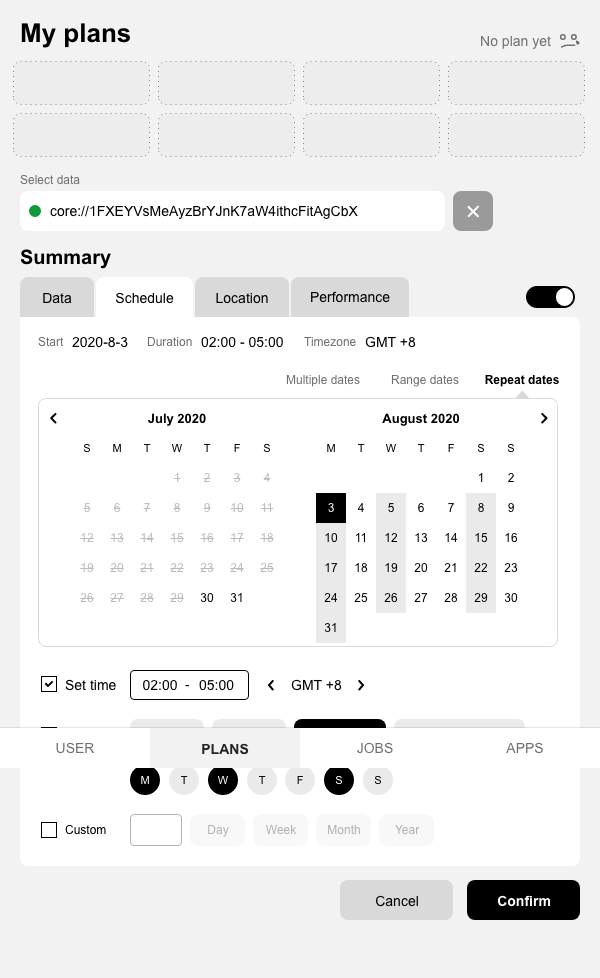 My plans
No plan yet
Select data
core://1FXEYVsMeAyzBrYJnK7aW4ithcFitAgCbX
Summary
Data Schedule Location Performance
Start 2020-8-3 Duration 02:00 - 05:00 Timezone GMT +8
Multiple dates Range dates Repeat dates
July 2020 August 2020
S M T W T F S M T W T F S S
1 2 3 4 1 2
5 6 7 8 9 10 11 3 4 5 6 7 8 9
12 13 14 15 16 17 18 10 11 12 13 14 15 16
19 20 21 22 23 24 25 17 18 19 20 21 22 23
26 27 28 29 30 31 24 25 26 27 28 29 30
31
Set time 02:00 - 05:00 GMT +8
USER PLANS JOBS APPS
M T W T F S S
Custom Day Week Month Year
Cancel Confirm